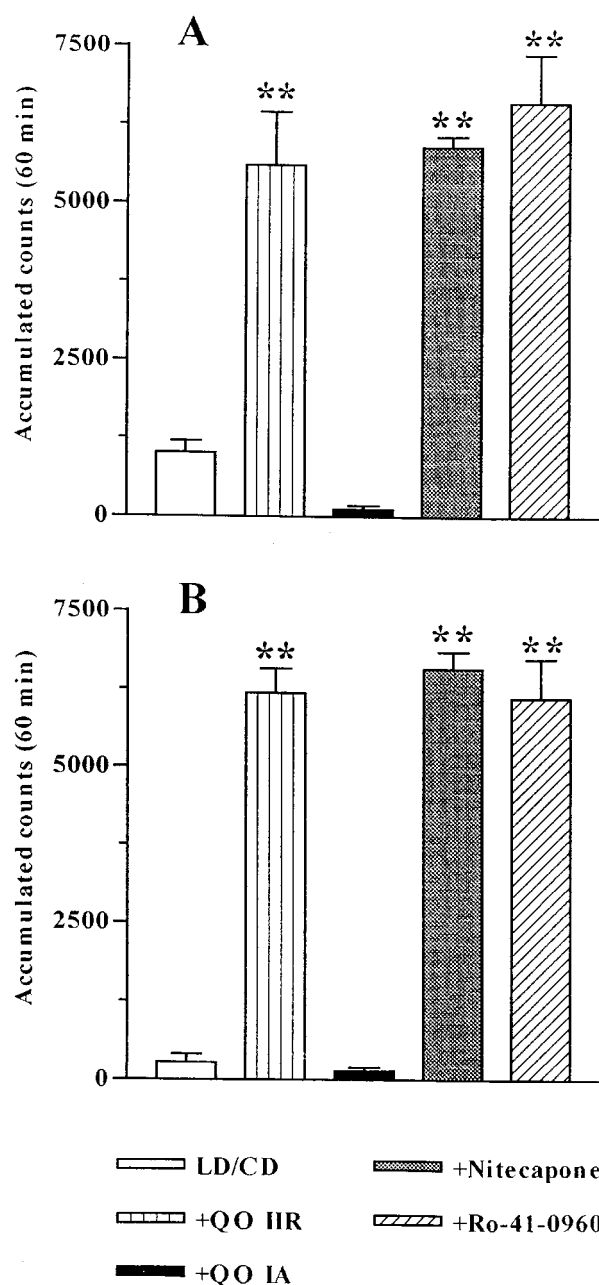 A
Accumulated counts (60 min)
7500
5000
2500
0
**
**
**
B
Accumulated counts (60 min)
7500
5000
2500
0
**
**
**
LD/CD
+Nitecapone
+QO IIR
+Ro-41-0960
+QO IA